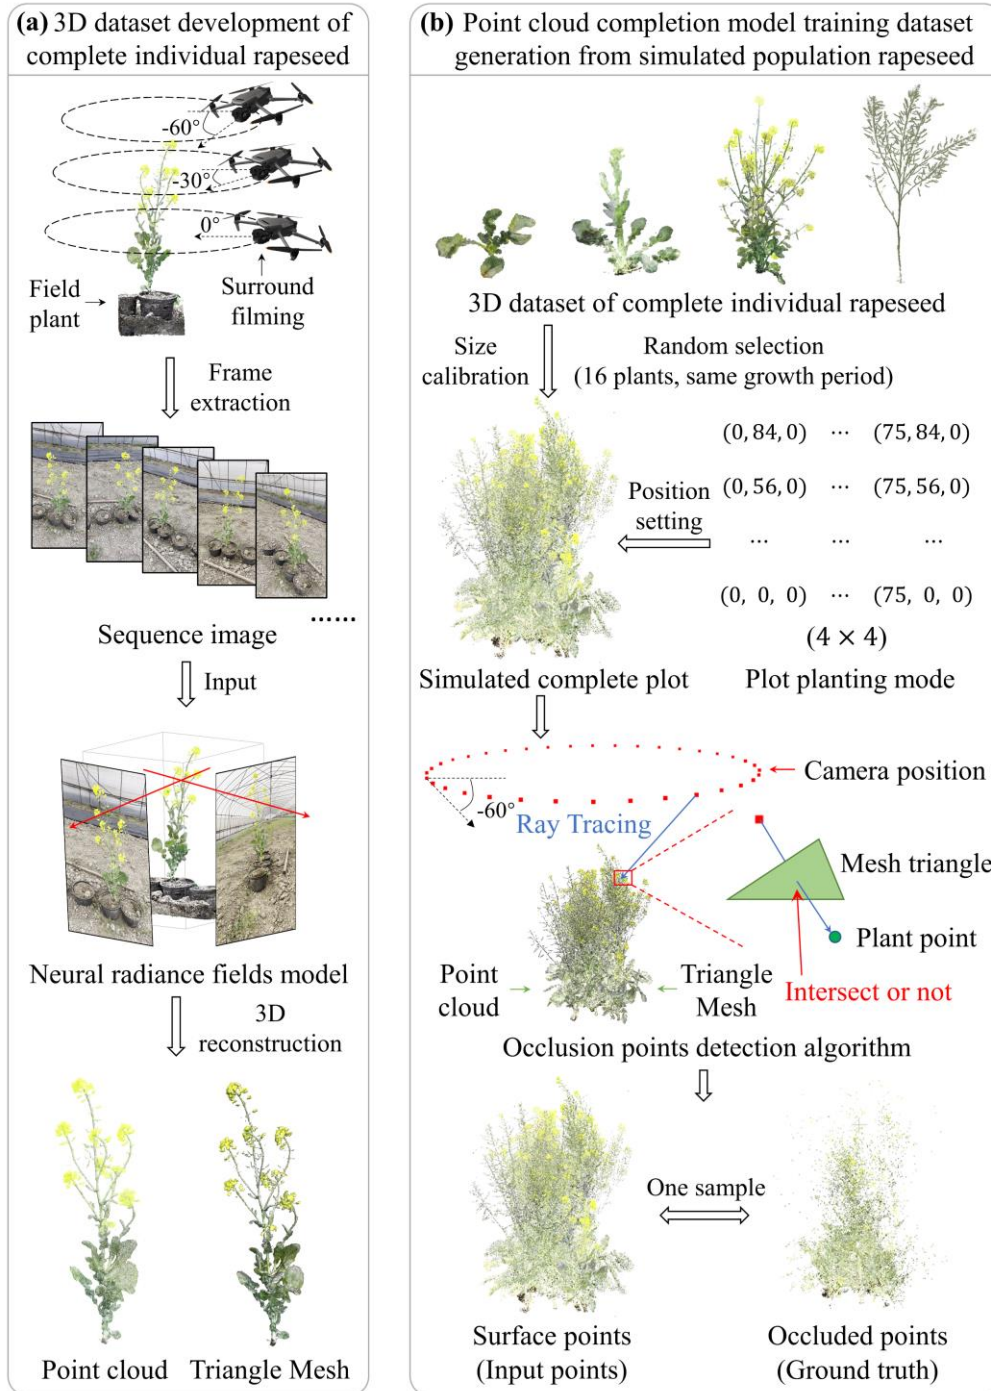 (a) 3D dataset development of
complete individual rapeseed
-60°
-30°
0°
Field
plant
Surround
filming
Frame
extraction
......
Sequence image
Input
Neural radiance fields model
3D
reconstruction
Point cloud
Triangle Mesh
(b) Point cloud completion model training dataset
generation from simulated population rapeseed
3D dataset of complete individual rapeseed
Size
calibration
Random selection
(16 plants, same growth period)
(0, 84, 0) ... (75, 84, 0)
(0, 56, 0) ... (75, 56, 0)
... ... ...
(0, 0, 0) ... (75, 0, 0)
(4 × 4)
Position
setting
Simulated complete plot
Plot planting mode
Camera position
-60°
Ray Tracing
Mesh triangle
Plant point
Intersect or not
Point
cloud
Triangle
Mesh
Occlusion points detection algorithm
One sample
Surface points
(Input points)
Occluded points
(Ground truth)